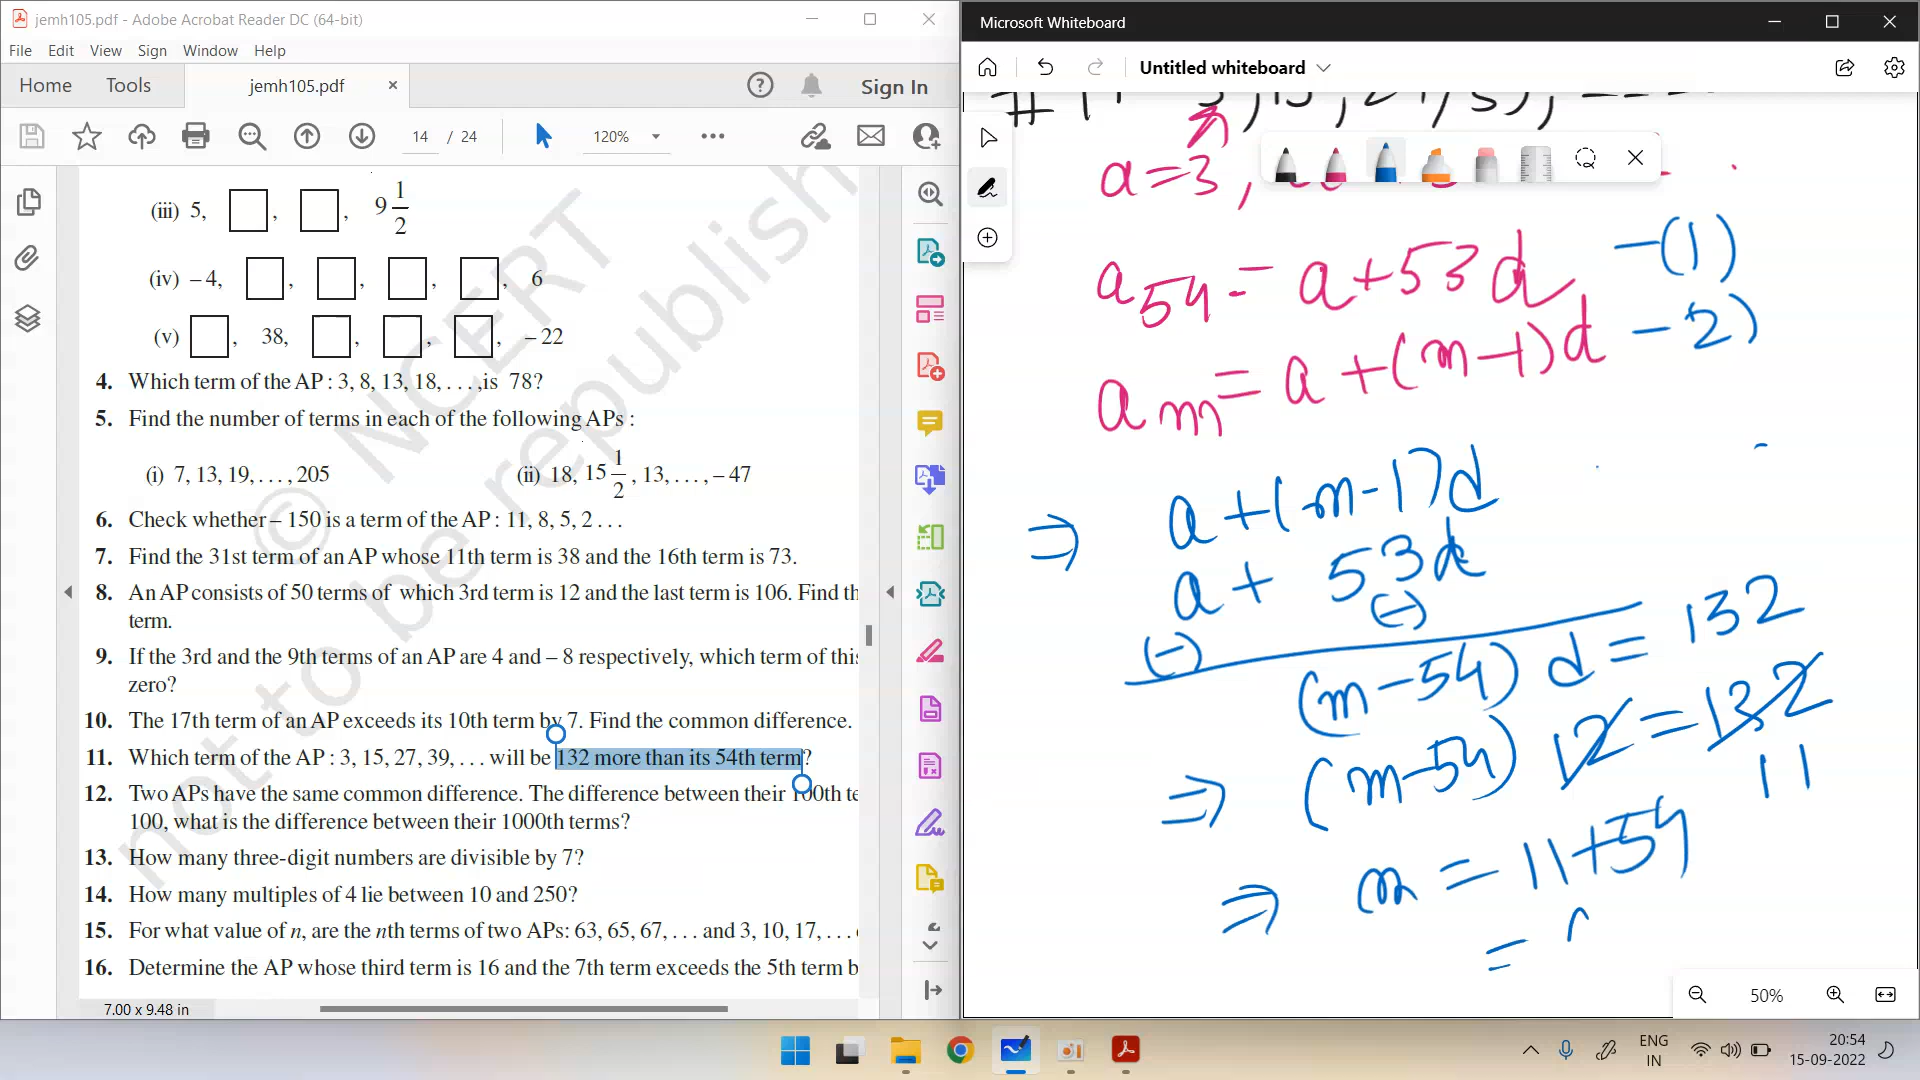 jemh105.pdf - Adobe Acrobat Reader DC (64-bit)
File Edit View Sign Window Help
Home Tools jemh105.pdf × Sign In
14 / 24 120%
(iii) 5, , , 9 1/2
(iv) – 4, , , , , 6
(v) , 38, , , , – 22
4. Which term of the AP : 3, 8, 13, 18, . . . ,is 78?
5. Find the number of terms in each of the following APs :
(i) 7, 13, 19, . . . , 205 (ii) 18, 15 1/2 , 13, . . . , – 47
6. Check whether – 150 is a term of the AP : 11, 8, 5, 2 . . .
7. Find the 31st term of an AP whose 11th term is 38 and the 16th term is 73.
8. An AP consists of 50 terms of which 3rd term is 12 and the last term is 106. Find th
term.
9. If the 3rd and the 9th terms of an AP are 4 and – 8 respectively, which term of this
zero?
10. The 17th term of an AP exceeds its 10th term by 7. Find the common difference.
11. Which term of the AP : 3, 15, 27, 39, . . . will be 132 more than its 54th term?
12. Two APs have the same common difference. The difference between their 100th te
100, what is the difference between their 1000th terms?
13. How many three-digit numbers are divisible by 7?
14. How many multiples of 4 lie between 10 and 250?
15. For what value of n, are the nth terms of two APs: 63, 65, 67, . . . and 3, 10, 17, . . .
16. Determine the AP whose third term is 16 and the 7th term exceeds the 5th term b
© NCERT
not to be republish
7.00 x 9.48 in
Microsoft Whiteboard
Untitled whiteboard
a=3,
a54 = a+53d -(1)
am = a+(m-1)d -2)
⇒ a+(m-1)d
a+ 53d
(-) (-)
(m-54) d = 132
⇒ (m-54) 12 = 132
11
⇒ m = 11+54
=
50%
ENG
IN
20:54
15-09-2022